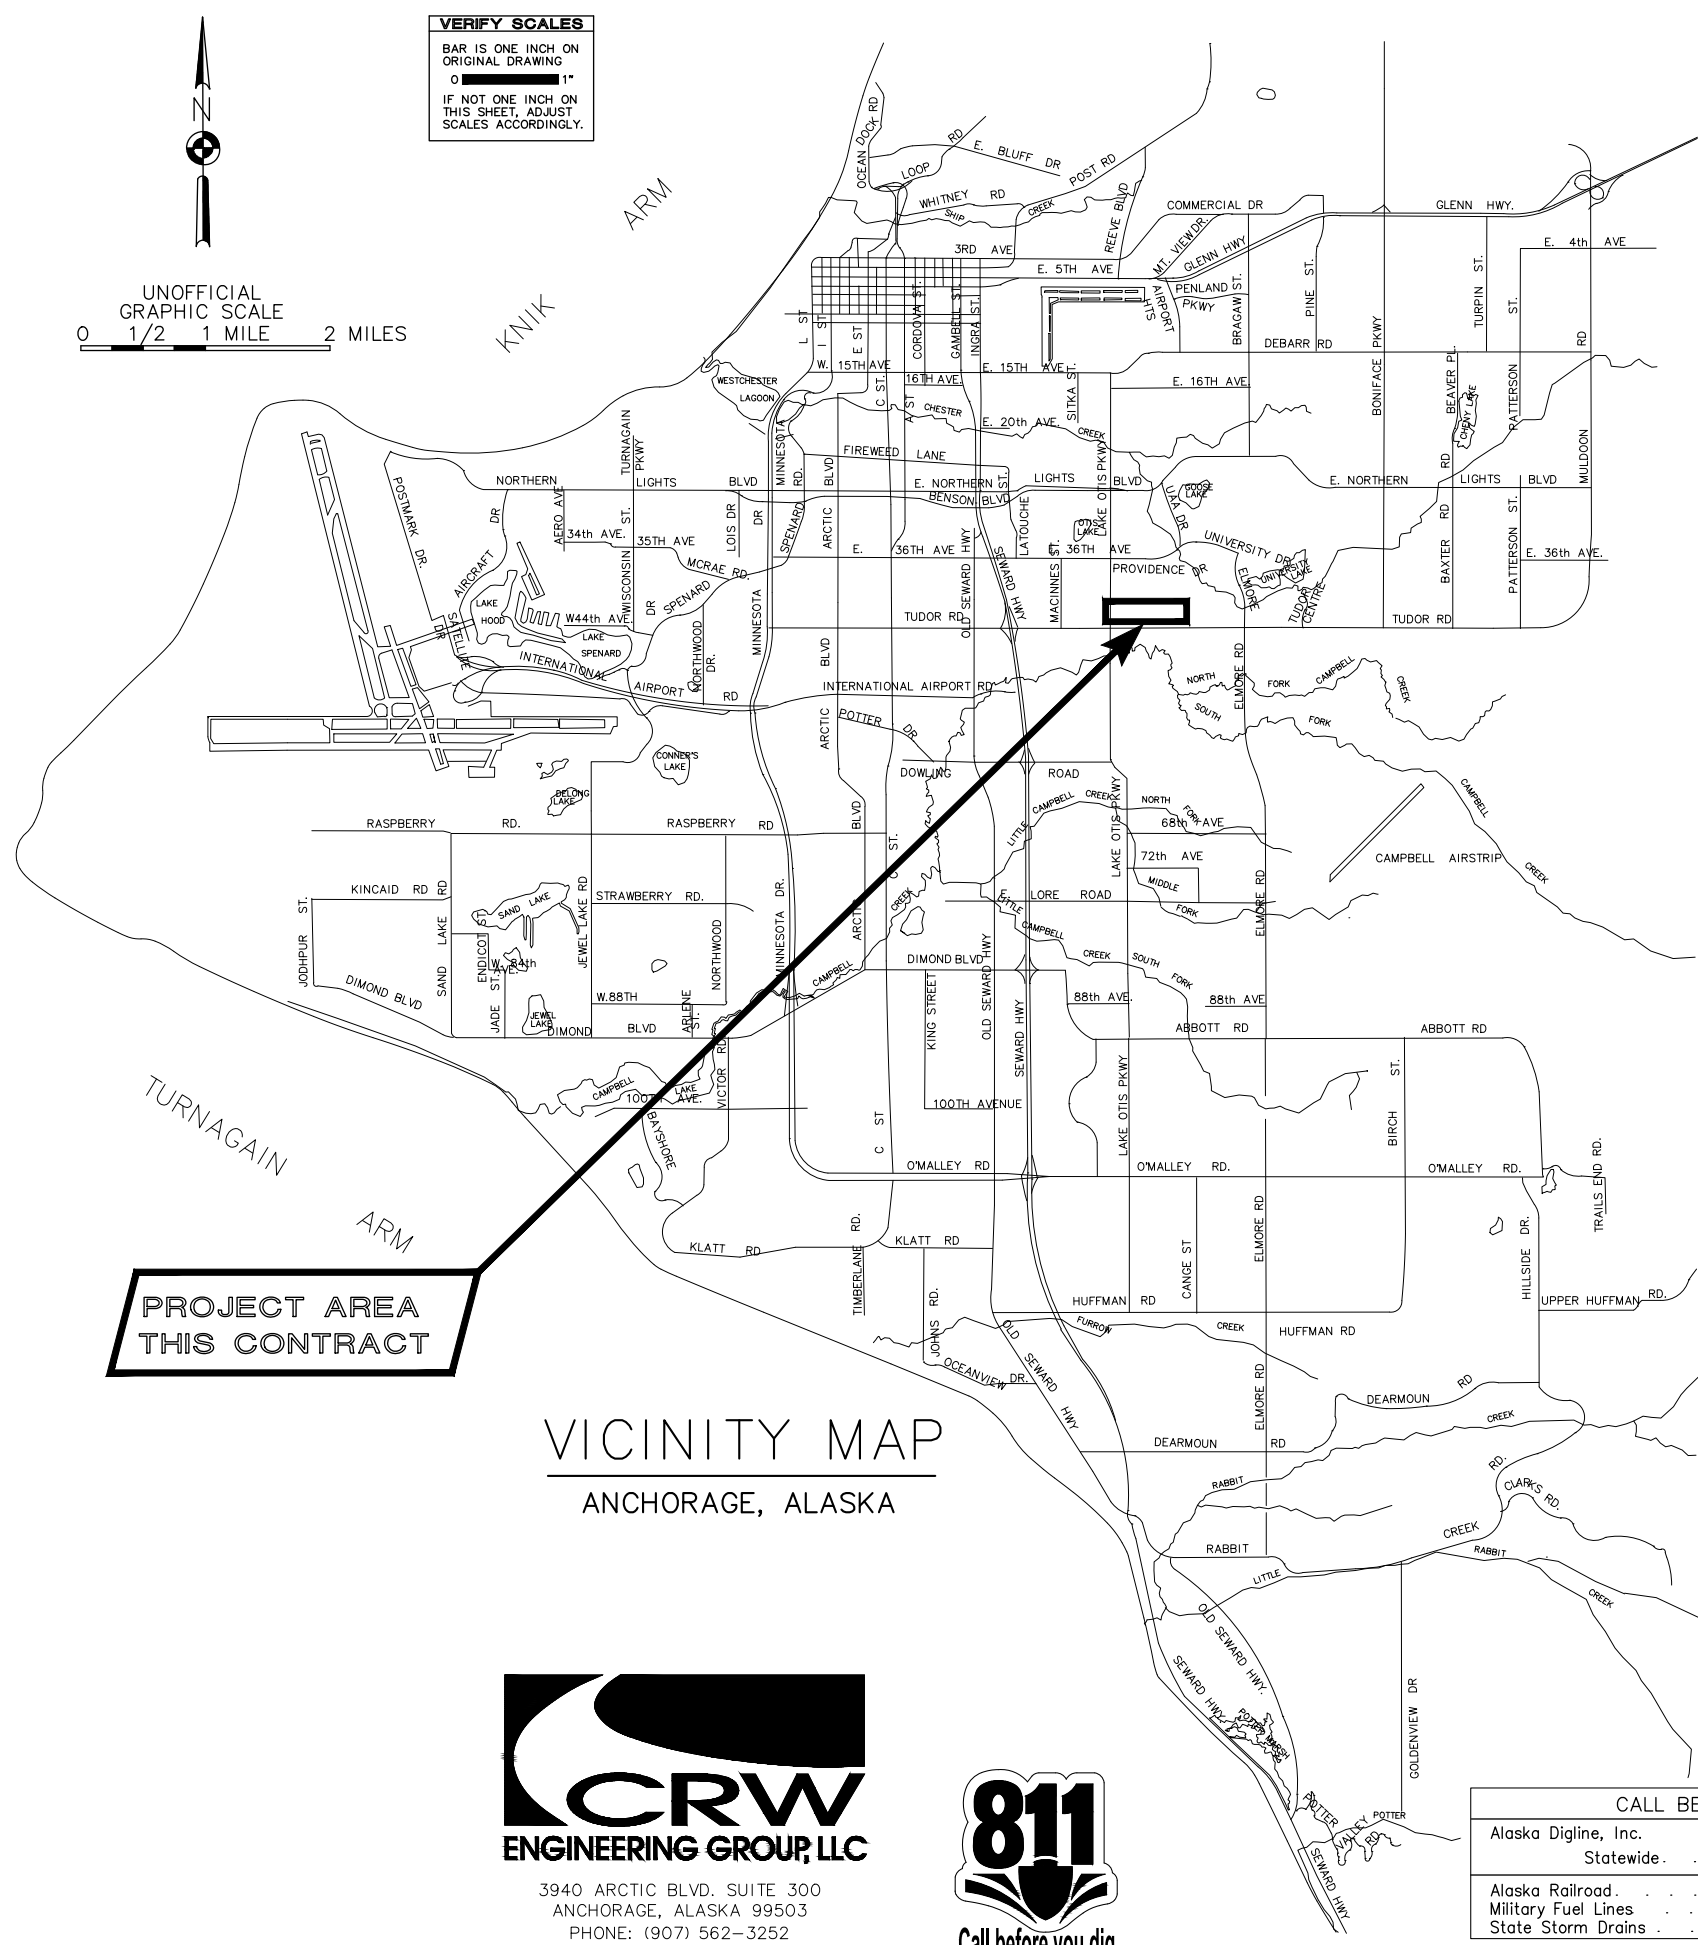 VERIFY SCALES
BAR IS ONE INCH ON
ORIGINAL DRAWING
0 1"
IF NOT ONE INCH ON
THIS SHEET, ADJUST
SCALES ACCORDINGLY.
N
UNOFFICIAL
GRAPHIC SCALE
0 1/2 1 MILE 2 MILES
KNIK ARM
OCEAN DOCK RD
LOOP RD
E. BLUFF DR
POST RD
WHITNEY RD
SHIP CREEK
REEVE BLVD
COMMERCIAL DR
MT. VIEW DR.
GLENN HWY
GLENN HWY.
E. 4th AVE
3RD AVE
E. 5TH AVE
AIRPORT HTS
PENLAND PKWY
BRAGAW ST.
PINE ST.
TURPIN ST.
BONIFACE PKWY
DEBARR RD
MULDOON RD
L ST
I ST
E ST
CORDOVA ST.
GAMBELL ST.
INGRA ST.
W. 15TH AVE
E. 15TH AVE
16TH AVE.
E. 16TH AVE
C ST.
A ST
SITKA ST.
BEAVER PL.
PATTERSON ST.
CHENY LAKE
WESTCHESTER LAGOON
CHESTER CREEK
E. 20th AVE.
TURNAGAIN PKWY
MINNESOTA
FIREWEED LANE
NORTHERN LIGHTS BLVD
E. NORTHERN LIGHTS BLVD
E. NORTHERN LIGHTS BLVD
BENSON BLVD
LATOUCHE ST.
LAKE OTIS PKWY
GOOSE LAKE
UAA DR
OTIS LAKE
POSTMARK DR.
AIRCRAFT DR
AERO AVE
34th AVE.
35TH AVE
WISCONSIN ST.
LOIS DR
MCRAE RD.
MINNESOTA DR
SPENARD RD.
ARCTIC BLVD
E. 36TH AVE
E. 36TH AVE
OLD SEWARD HWY
SEWARD HWY
MACINNES ST.
PROVIDENCE DR
UNIVERSITY DR
UNIVERSITY LAKE
ELMORE
TUDOR CENTRE
BAXTER RD RD
PATTERSON ST.
E. 36th AVE.
LAKE HOOD
SATELLITE DR
W44th AVE.
SPENARD
DR
LAKE SPENARD
NORTHWOOD DR.
TUDOR RD
TUDOR RD
INTERNATIONAL AIRPORT RD
INTERNATIONAL AIRPORT RD
ARCTIC BLVD
POTTER DR
NORTH FORK CAMPBELL CREEK
SOUTH FORK
CAMPBELL CREEK
ELMORE RD
CONNER'S LAKE
DELONG LAKE
DOWLING ROAD
LITTLE CAMPBELL CREEK NORTH FORK
68th AVE
72th AVE
CAMPBELL AIRSTRIP
RASPBERRY RD.
RASPBERRY RD
KINCAID RD
STRAWBERRY RD.
SAND LAKE
SAND LAKE RD
JODHPUR ST.
ENDICOT ST
JEWEL LAKE RD
W. 84th AVE.
NORTHWOOD
MINNESOTA DR.
ARCTIC BLVD
C ST.
CAMPBELL CREEK
E. LORE ROAD
MIDDLE FORK
LAKE OTIS PKWY
ELMORE RD
LITTLE CAMPBELL CREEK SOUTH FORK
DIMOND BLVD
DIMOND BLVD
DIMOND BLVD
JADE ST.
JEWEL LAKE
W.88TH
ARLENE ST.
KING STREET
OLD SEWARD HWY
SEWARD HWY
88th AVE.
88th AVE
ABBOTT RD
ABBOTT RD
CAMPBELL LAKE
100TH AVE.
100TH AVENUE
VICTOR RD
BAYSHORE
C ST
LAKE OTIS PKWY
BIRCH ST.
O'MALLEY RD
O'MALLEY RD.
O'MALLEY RD.
TRAILS END RD.
TURNAGAIN ARM
KLATT RD
KLATT RD
TIMBERLANE RD.
JOHNS RD.
CANGE ST
ELMORE RD
HILLSIDE DR.
HUFFMAN RD
HUFFMAN RD
UPPER HUFFMAN RD.
FURROW CREEK
OCEANVIEW DR.
OLD SEWARD HWY
ELMORE RD
DEARMOUN RD
DEARMOUN RD
PROJECT AREA
THIS CONTRACT
VICINITY MAP
ANCHORAGE, ALASKA
RABBIT CREEK
RABBIT CREEK RD.
CLARKS RD.
LITTLE RABBIT CREEK
OLD SEWARD HWY.
SEWARD HWY
POTTER MARSH
GOLDENVIEW DR
POTTER VALLEY RD
POTTER
SEWARD HWY
CRW
ENGINEERING GROUP, LLC
3940 ARCTIC BLVD. SUITE 300
ANCHORAGE, ALASKA 99503
PHONE: (907) 562-3252
811
Call before you dig
CALL BE
Alaska Digline, Inc.
Statewide. .
Alaska Railroad. . . .
Military Fuel Lines . .
State Storm Drains . .